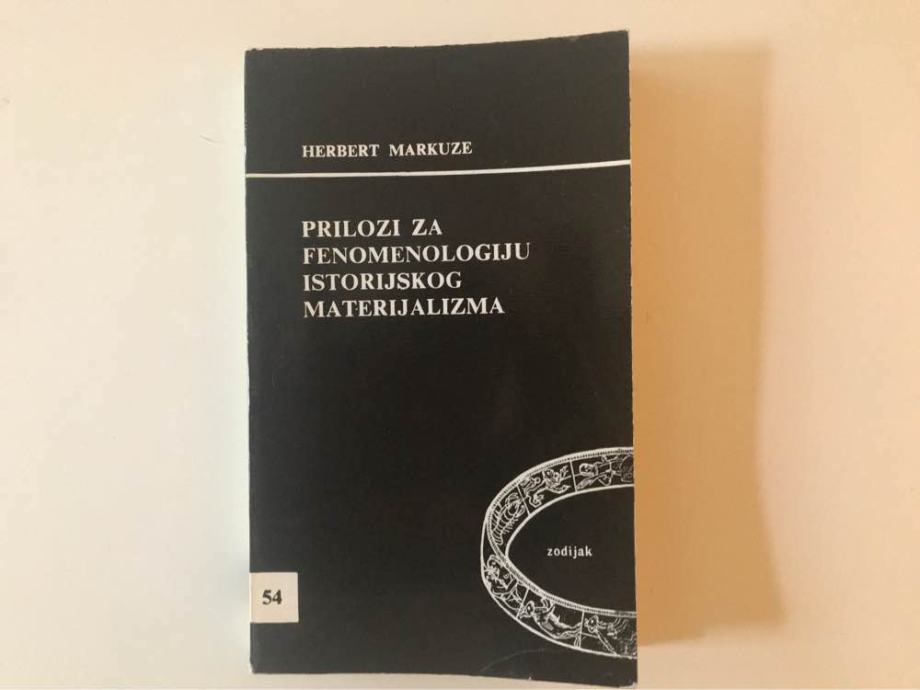 HERBERT MARKUZE
PRILOZI ZA
FENOMENOLOGIJU
ISTORIJSKOG
MATERIJALIZMA
zodijak
54